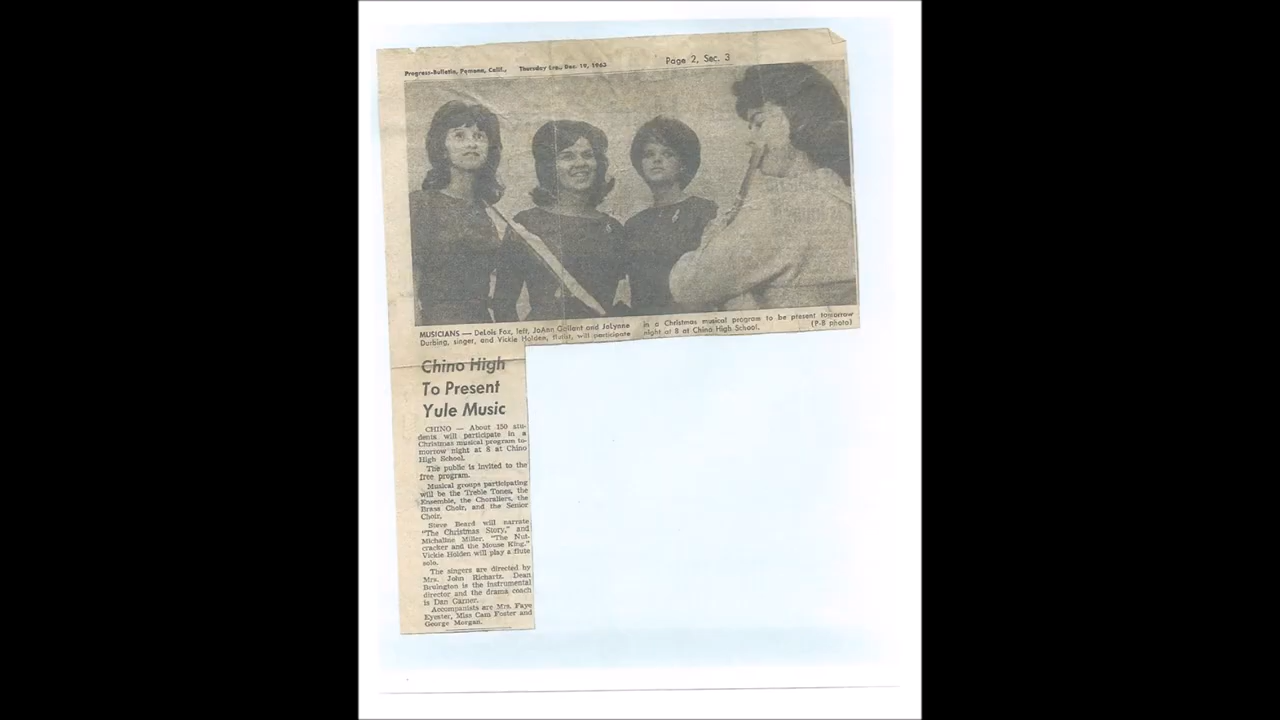 Progress-Bulletin, Pomona, Calif., Thursday Eve., Dec. 19, 1963 Page 2, Sec. 3
MUSICIANS — DeLois Fox, left, JoAnn Gallant and JoLynne
Durbing, singer, and Vickie Holden, flutist, will participate
in a Christmas musical program to be present tomorrow
night at 8 at Chino High School. (P-B photo)
Chino High
To Present
Yule Music
CHINO — About 150 stu-
dents will participate in a
Christmas musical program to-
morrow night at 8 at Chino
High School.
The public is invited to the
free program.
Musical groups participating
will be the Treble Tones, the
Ensemble, the Choraliers, the
Brass Choir, and the Senior
Choir.
Steve Beard will narrate
"The Christmas Story," and
Micheline Miller, "The Nut-
cracker and the Mouse King."
Vickie Holden will play a flute
solo.
The singers are directed by
Mrs. John Richartz. Dean
Bruington is the instrumental
director and the drama coach
is Dan Garner.
Accompanists are Mrs. Faye
Eyester, Miss Cam Foster and
George Morgan.